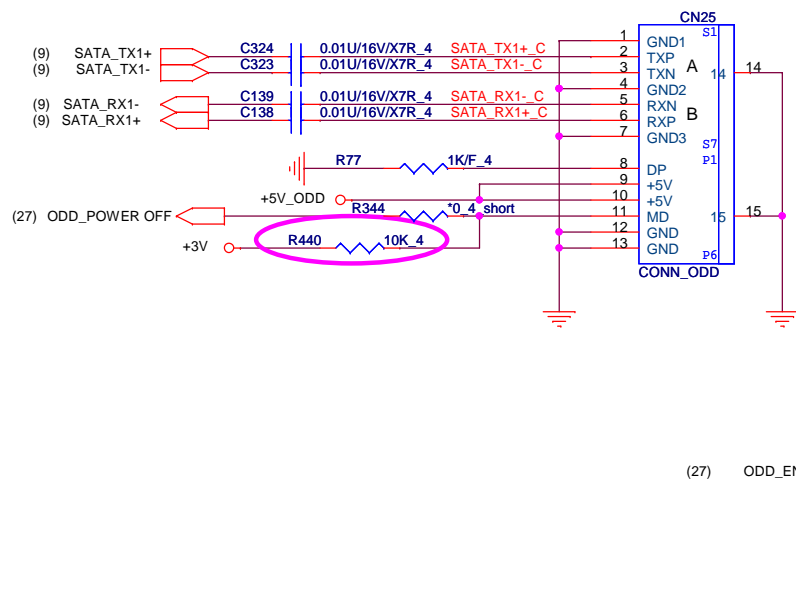 CN25
S1
1 GND1
(9) SATA_TX1+ C324 0.01U/16V/X7R_4 SATA_TX1+_C 2 TXP
(9) SATA_TX1- C323 0.01U/16V/X7R_4 SATA_TX1-_C 3 TXN A 14 14
4 GND2
(9) SATA_RX1- C139 0.01U/16V/X7R_4 SATA_RX1-_C 5 RXN B
(9) SATA_RX1+ C138 0.01U/16V/X7R_4 SATA_RX1+_C 6 RXP
7 GND3
S7
P1
R77 1K/F_4 8 DP
9 +5V
+5V_ODD 10 +5V
(27) ODD_POWER OFF R344 *0_4_short 11 MD 15 15
12 GND
+3V R440 10K_4 13 GND
P6
CONN_ODD
(27)